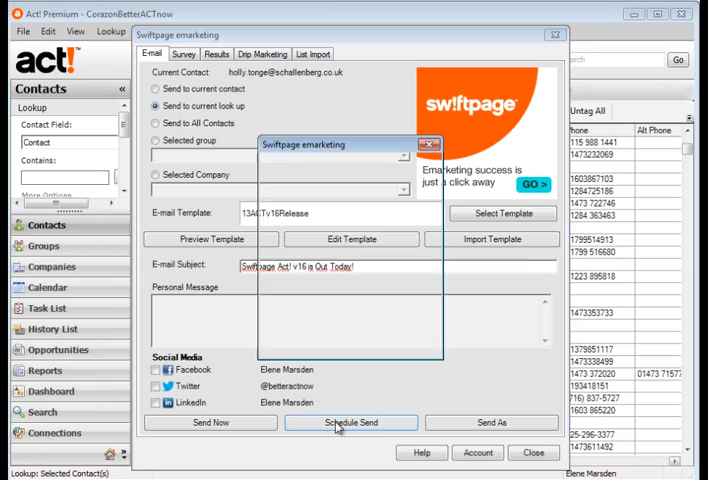 Act! Premium - CorazonBetterACTnow
File Edit View Lookup
act!
Contacts
Lookup
Contact Field:
Contact
Contains:
More Options
Contacts
Groups
Companies
Calendar
Task List
History List
Opportunities
Reports
Dashboard
Search
Connections
Lookup: Selected Contact(s)
Swiftpage emarketing
E-mail Survey Results Drip Marketing List Import
Current Contact: holly.tonge@schallenberg.co.uk
Send to current contact
Send to current look up
Send to All Contacts
Selected group
Selected Company
Swiftpage emarketing
sw!ftpage
Emarketing success is
just a click away
GO >
E-mail Template: 13ACTv16Release
Select Template
Preview Template Edit Template Import Template
E-mail Subject: Swiftpage Act! v16 is Out Today!
Personal Message
Social Media
Facebook Elene Marsden
Twitter @betteractnow
LinkedIn Elene Marsden
Send Now Schedule Send Send As
Help Account Close
Go
Untag All
Phone Alt Phone
115 988 1441
1473232069
1603867103
1284725186
1473 722746
1284 363463
1799514913
1799 516680
1223 895818
1473353733
1379851117
1473 372020 01473 71577
193418151
(716) 837-5727
1603 865220
-225-296-3377
Elene Marsden